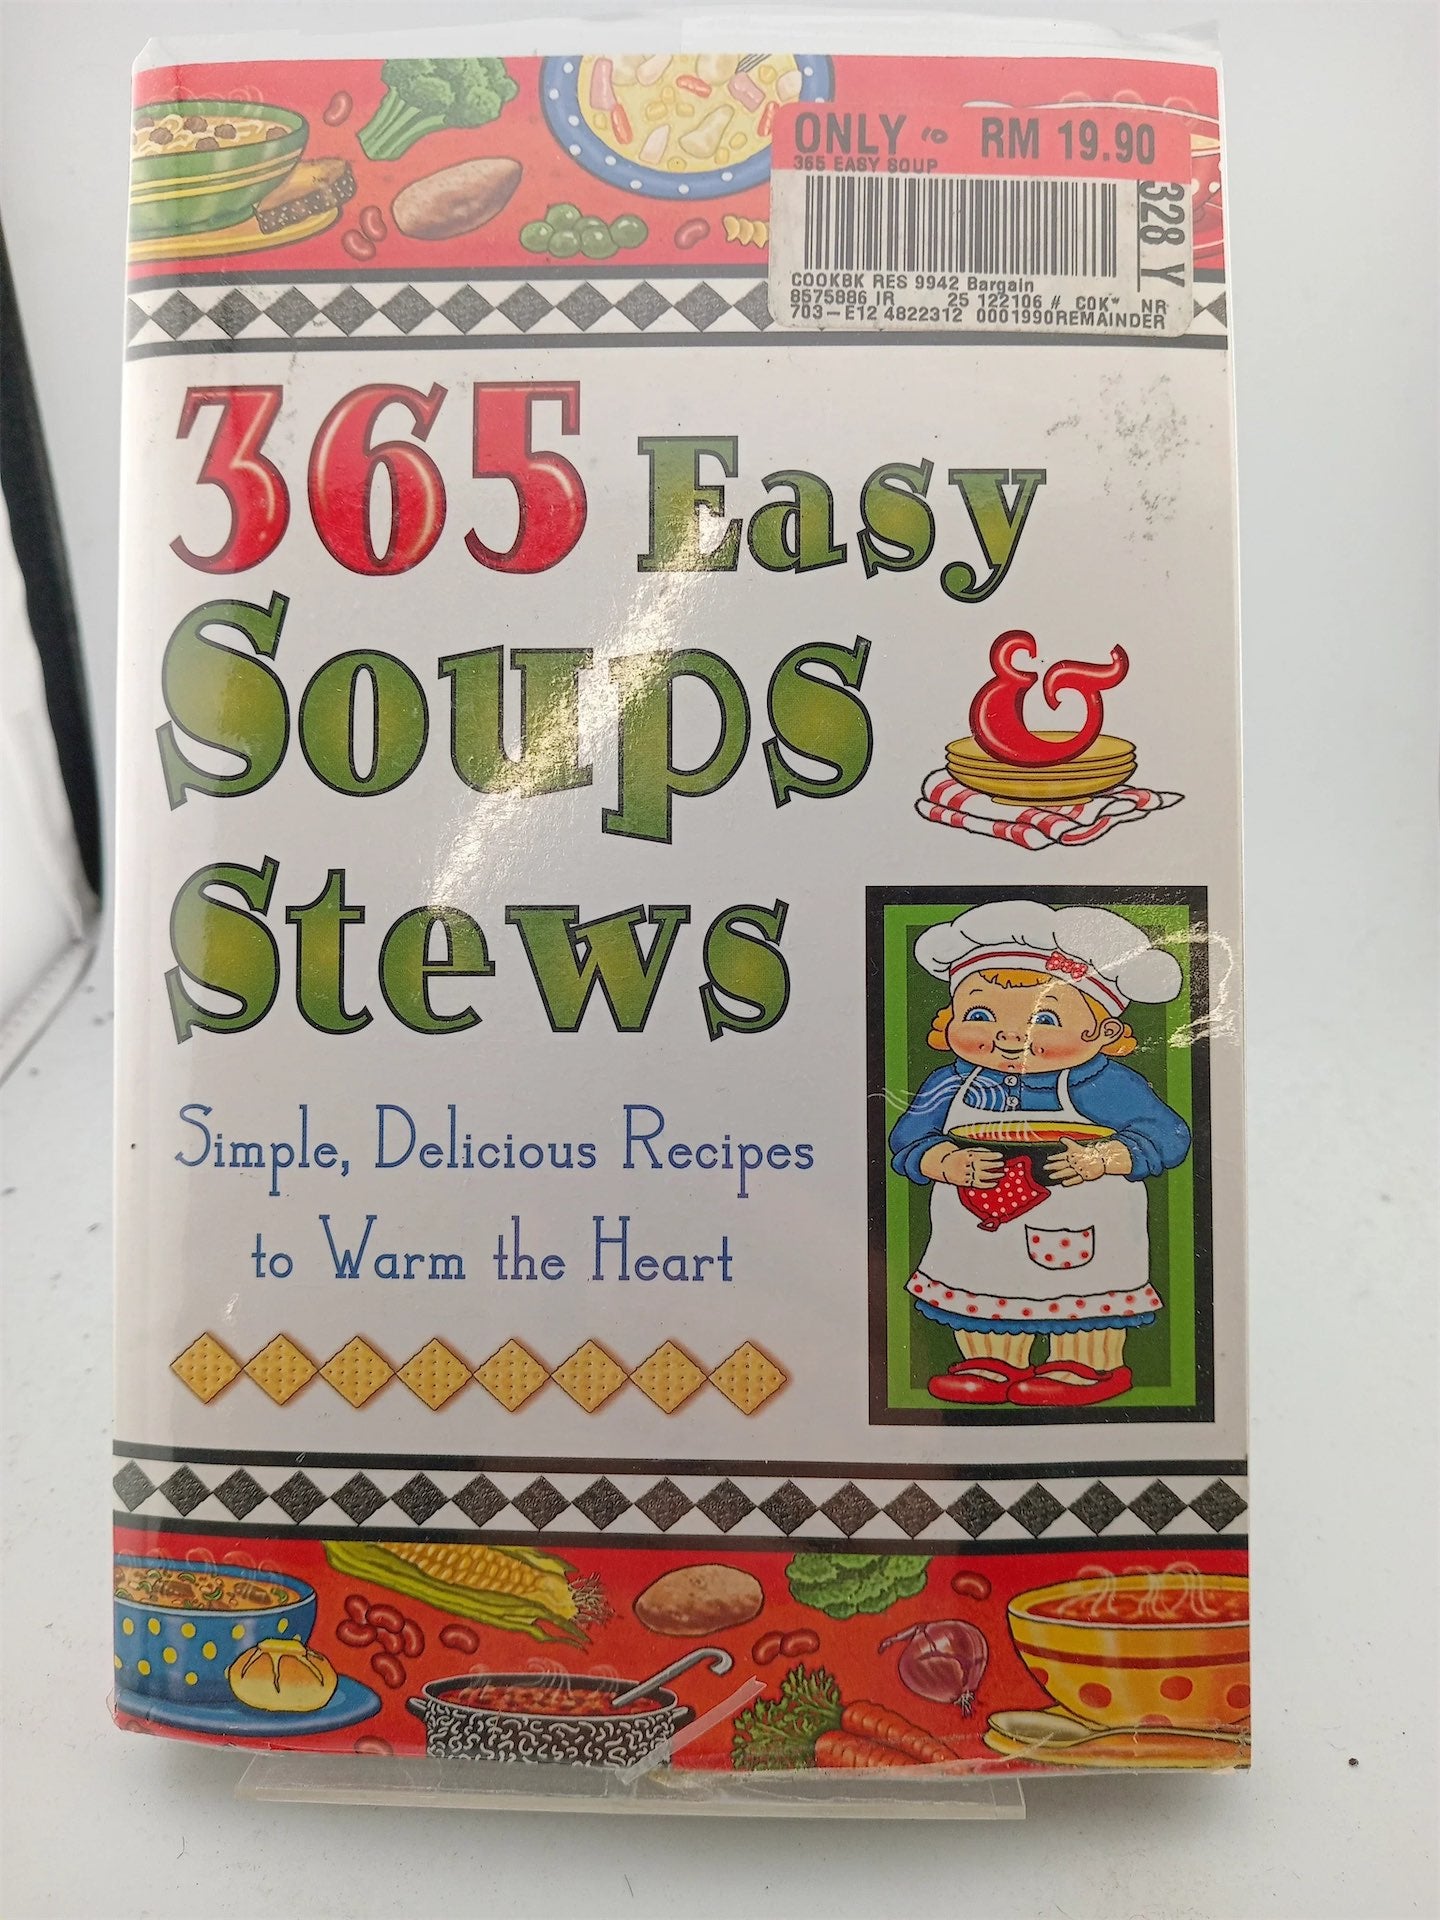 ONLY RM 19.90
365 EASY SOUP
328 Y
COOKBK RES 9942 Bargain
8575886 IR 25 122106 # COK* NR
703-E12 4822312 0001990REMAINDER
365 Easy
Soups &
Stews
Simple, Delicious Recipes
to Warm the Heart